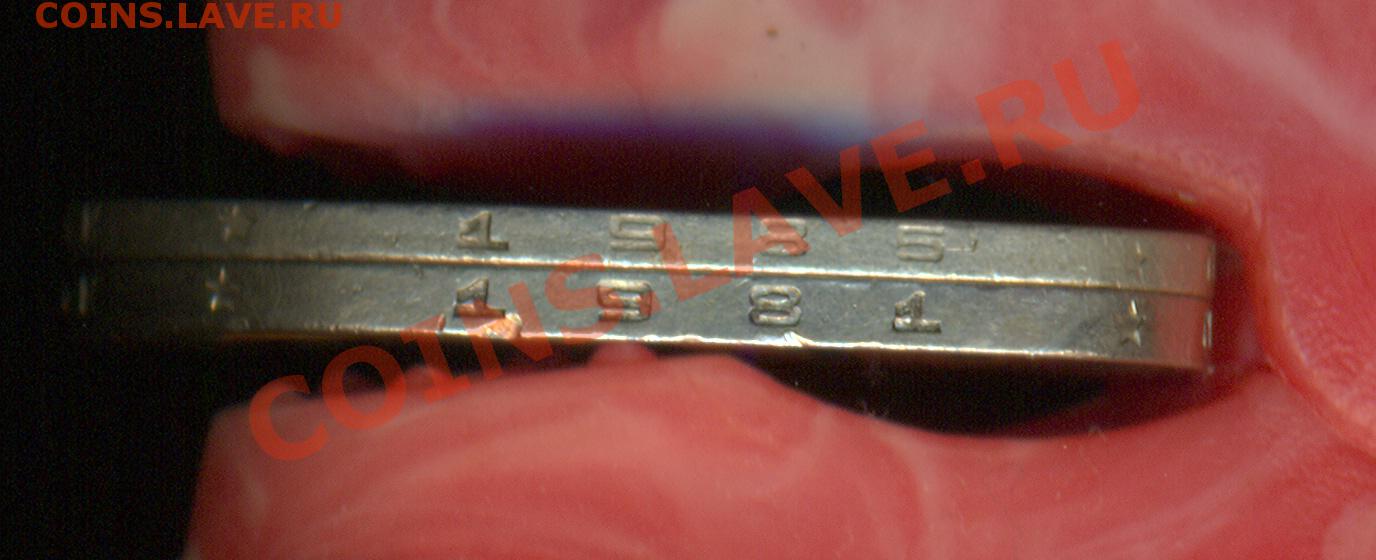 COINS.LAVE.RU
★ 1 9 8 5
★ 1 9 8 1 ★
COINS.LAVE.RU